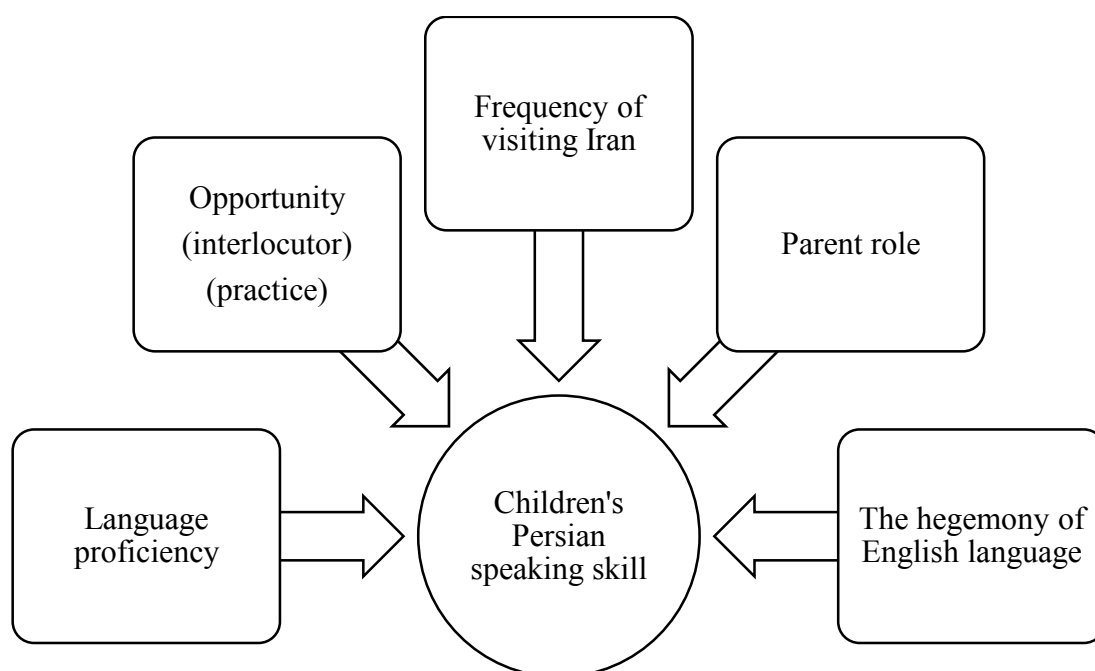 Frequency of
visiting Iran
Opportunity
(interlocutor)
(practice)
Parent role
Language
proficiency
Children's
Persian
speaking skill
The hegemony of
English language